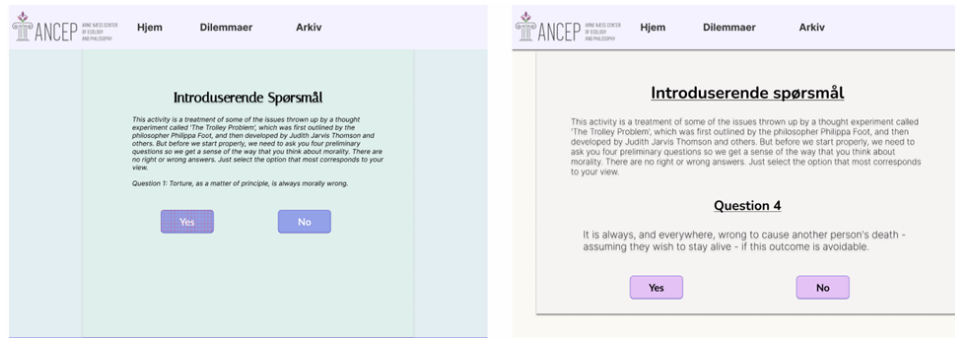 ANCEP
ARNE NÆSS CENTER
OF ECOLOGY
AND PHILOSOPHY
Hjem
Dilemmaer
Arkiv
Introduserende Spørsmål
This activity is a treatment of some of the issues thrown up by a thought
experiment called 'The Trolley Problem', which was first outlined by the
philosopher Philippa Foot, and then developed by Judith Jarvis Thomson and
others. But before we start properly, we need to ask you four preliminary
questions so we get a sense of the way that you think about morality. There are
no right or wrong answers. Just select the option that most corresponds to your
view.
Question 1: Torture, as a matter of principle, is always morally wrong.
Yes
No
ANCEP
ARNE NÆSS CENTER
OF ECOLOGY
AND PHILOSOPHY
Hjem
Dilemmaer
Arkiv
Introduserende spørsmål
This activity is a treatment of some of the issues thrown up by a thought experiment called
'The Trolley Problem', which was first outlined by the philosopher Philippa Foot, and then
developed by Judith Jarvis Thomson and others. But before we start properly, we need to
ask you four preliminary questions so we get a sense of the way that you think about
morality. There are no right or wrong answers. Just select the option that most corresponds
to your view.
Question 4
It is always, and everywhere, wrong to cause another person's death -
assuming they wish to stay alive - if this outcome is avoidable.
Yes
No